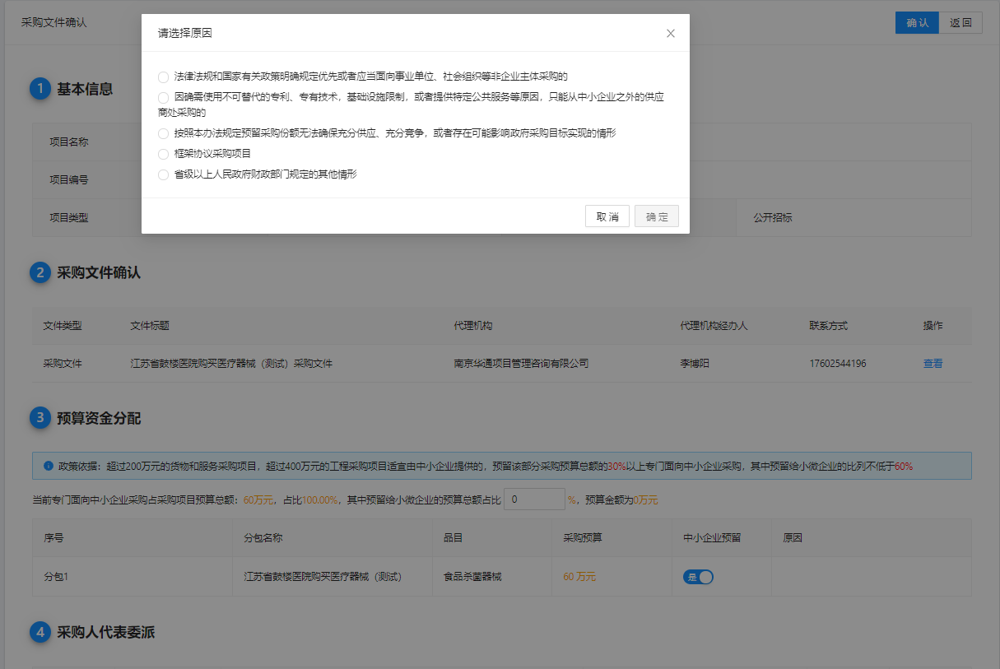 采购文件确认
确 认
返 回
请选择原因
法律法规和国家有关政策明确规定优先或者应当面向事业单位、社会组织等非企业主体采购的
因确需使用不可替代的专利、专有技术，基础设施限制，或者提供特定公共服务等原因，只能从中小企业之外的供应
商处采购的
按照本办法规定预留采购份额无法确保充分供应、充分竞争，或者存在可能影响政府采购目标实现的情形
框架协议采购项目
省级以上人民政府财政部门规定的其他情形
取 消
确 定
1 基本信息
项目名称
项目编号
项目类型
公开招标
2 采购文件确认
文件类型 文件标题 代理机构 代理机构经办人 联系方式 操作
采购文件 江苏省鼓楼医院购买医疗器械（测试）采购文件 南京华通项目管理咨询有限公司 李博阳 17602544196 查看
3 预算资金分配
政策依据：超过200万元的货物和服务采购项目，超过400万元的工程采购项目适宜由中小企业提供的，预留该部分采购预算总额的30%以上专门面向中小企业采购，其中预留给小微企业的比列不低于60%
当前专门面向中小企业采购占采购项目预算总额：60万元，占比100.00%，其中预留给小微企业的预算总额占比 0 %，预算金额为0万元
序号 分包名称 品目 采购预算 中小企业预留 原因
分包1 江苏省鼓楼医院购买医疗器械（测试） 食品杀菌器械 60 万元 是
4 采购人代表委派